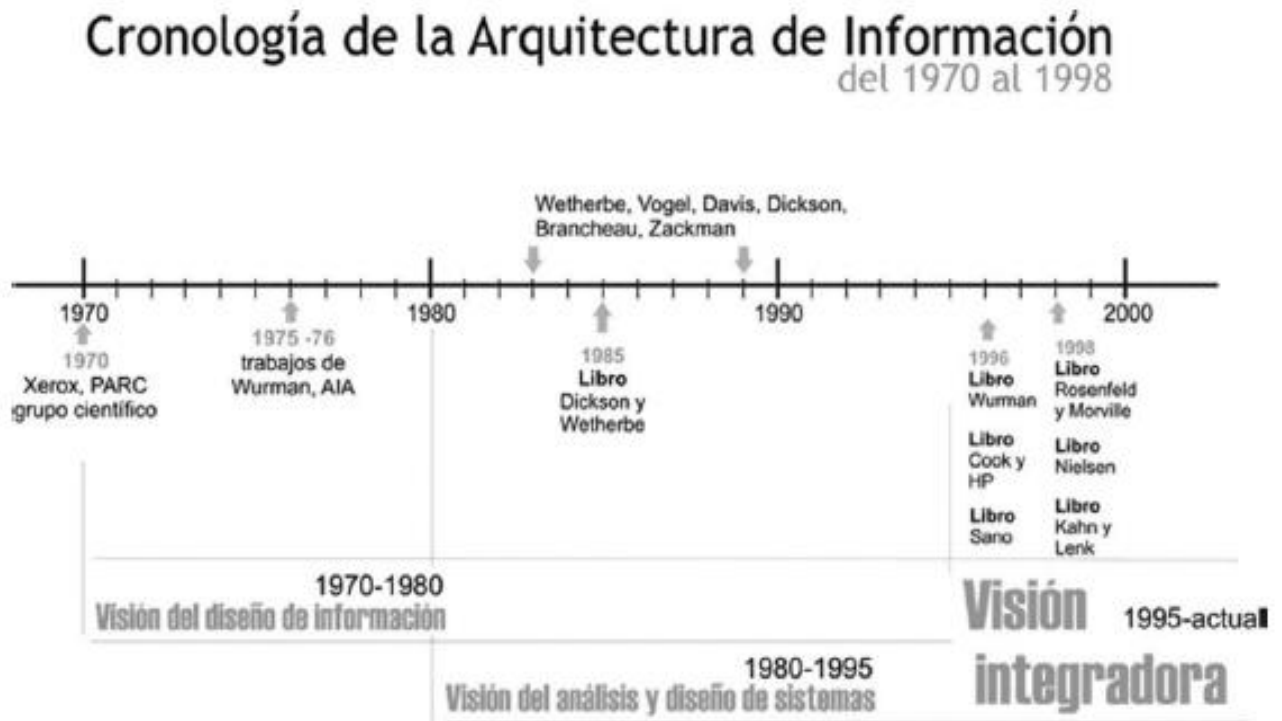 Cronología de la Arquitectura de Información
del 1970 al 1998
Wetherbe, Vogel, Davis, Dickson,
Brancheau, Zackman
1970
1980
1990
2000
1970
Xerox, PARC
grupo científico
1975 -76
trabajos de
Wurman, AIA
1985
Libro
Dickson y
Wetherbe
1996
Libro
Wurman
Libro
Cook y
HP
Libro
Sano
1998
Libro
Rosenfeld
y Morville
Libro
Nielsen
Libro
Kahn y
Lenk
1970-1980
Visión del diseño de información
1980-1995
Visión del análisis y diseño de sistemas
Visión
1995-actual
integradora